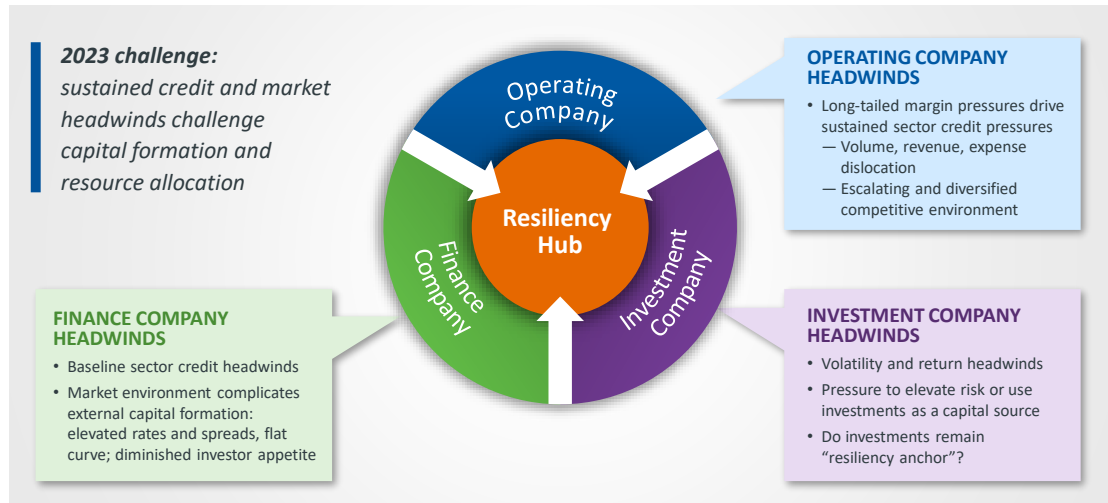 2023 challenge:
sustained credit and market
headwinds challenge
capital formation and
resource allocation
Operating
Company
Resiliency
Hub
Finance
Company
Investment
Company
OPERATING COMPANY
HEADWINDS
• Long-tailed margin pressures drive
sustained sector credit pressures
— Volume, revenue, expense
dislocation
— Escalating and diversified
competitive environment
FINANCE COMPANY
HEADWINDS
• Baseline sector credit headwinds
• Market environment complicates
external capital formation:
elevated rates and spreads, flat
curve; diminished investor appetite
INVESTMENT COMPANY
HEADWINDS
• Volatility and return headwinds
• Pressure to elevate risk or use
investments as a capital source
• Do investments remain
“resiliency anchor”?